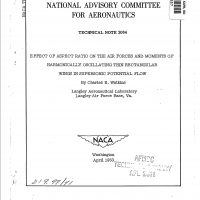 NATIONAL ADVISORY COMMITTEE
FOR AERONAUTICS
TECHNICAL NOTE 2064
EFFECT OF ASPECT RATIO ON THE AIR FORCES AND MOMENTS OF
HARMONICALLY OSCILLATING THIN RECTANGULAR
WINGS IN SUPERSONIC POTENTIAL FLOW
By Charles E. Watkins
Langley Aeronautical Laboratory
Langley Air Force Base, Va.
NACA
Washington
April 1950